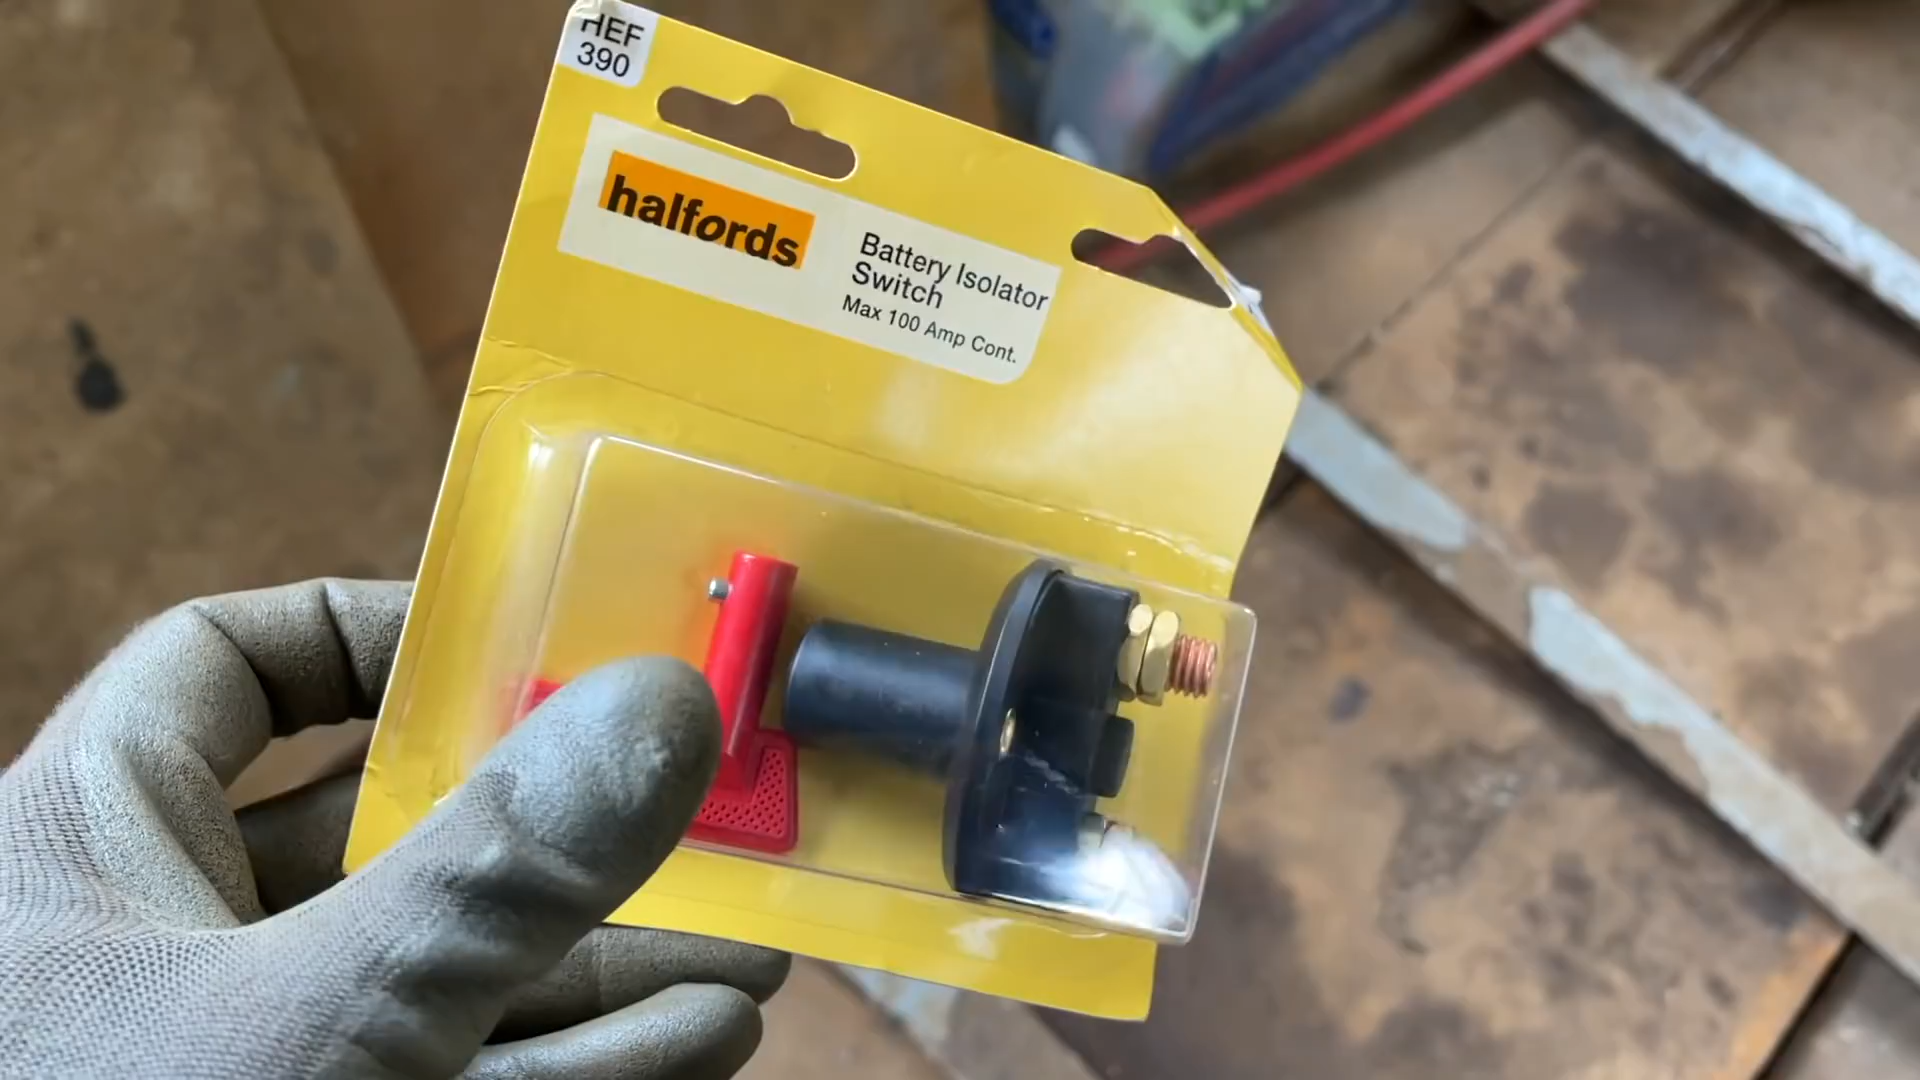 HEF
390
halfords
Battery Isolator
Switch
Max 100 Amp Cont.